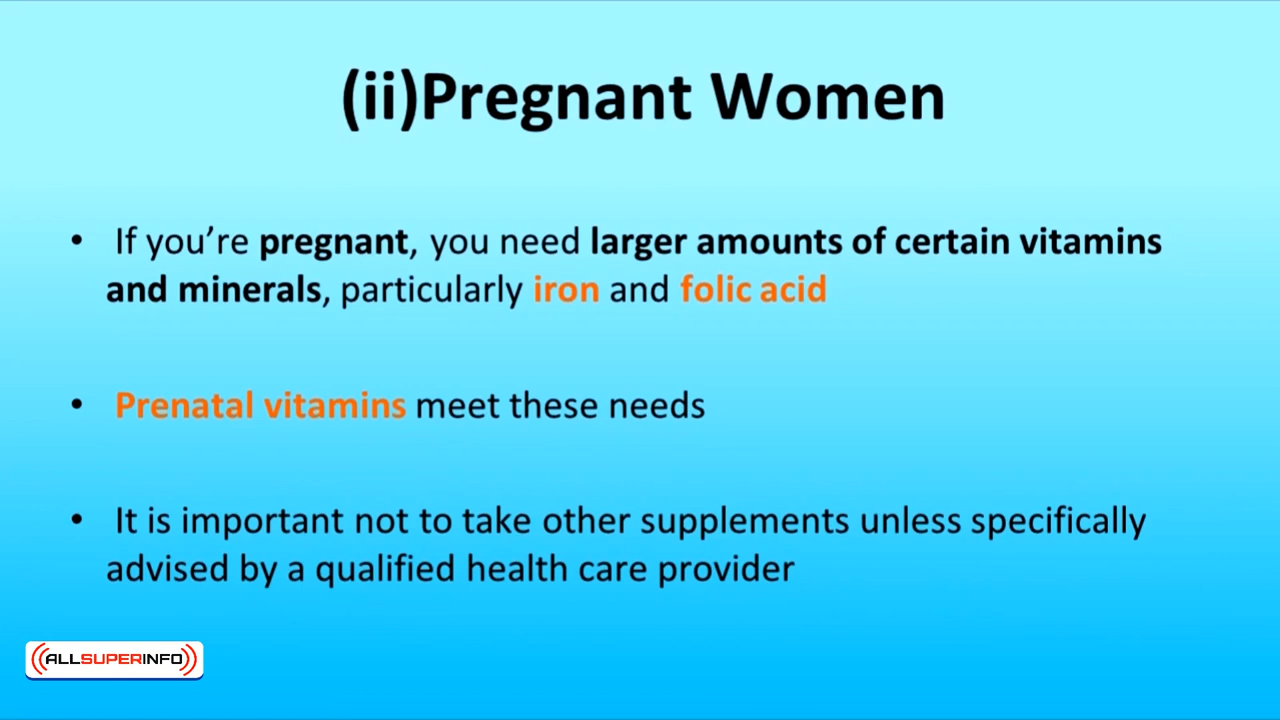 (ii)Pregnant Women
• If you’re pregnant, you need larger amounts of certain vitamins
and minerals, particularly iron and folic acid
• Prenatal vitamins meet these needs
• It is important not to take other supplements unless specifically
advised by a qualified health care provider
ALLSUPERINFO